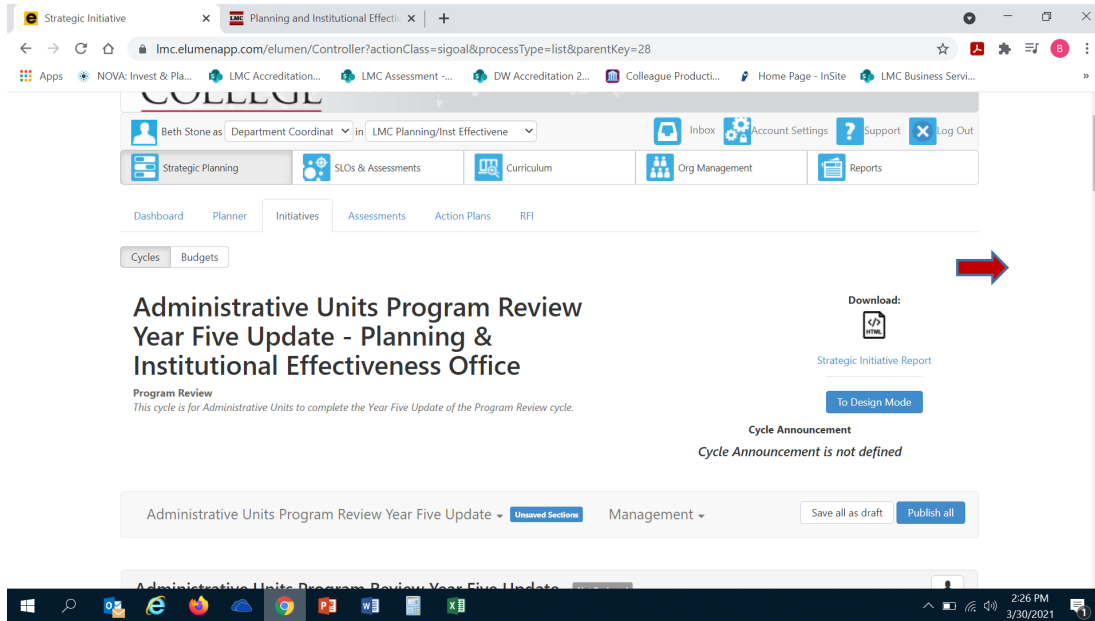 Strategic Initiative
Planning and Institutional Effectiv
lmc.elumenapp.com/elumen/Controller?actionClass=sigoal&processType=list&parentKey=28
Apps NOVA: Invest & Pla... LMC Accreditation... LMC Assessment -... DW Accreditation 2... Colleague Producti... Home Page - InSite LMC Business Servi... »
COLLEGE
Beth Stone as Department Coordinat in LMC Planning/Inst Effectivene Inbox Account Settings Support Log Out
Strategic Planning SLOs & Assessments Curriculum Org Management Reports
Dashboard Planner Initiatives Assessments Action Plans RFI
Cycles Budgets
Administrative Units Program Review
Year Five Update - Planning &
Institutional Effectiveness Office
Program Review
This cycle is for Administrative Units to complete the Year Five Update of the Program Review cycle.
Download:
HTML
Strategic Initiative Report
To Design Mode
Cycle Announcement
Cycle Announcement is not defined
Administrative Units Program Review Year Five Update Unsaved Sections Management Save all as draft Publish all
Administrative Units Program Review Year Five Update
2:26 PM
3/30/2021